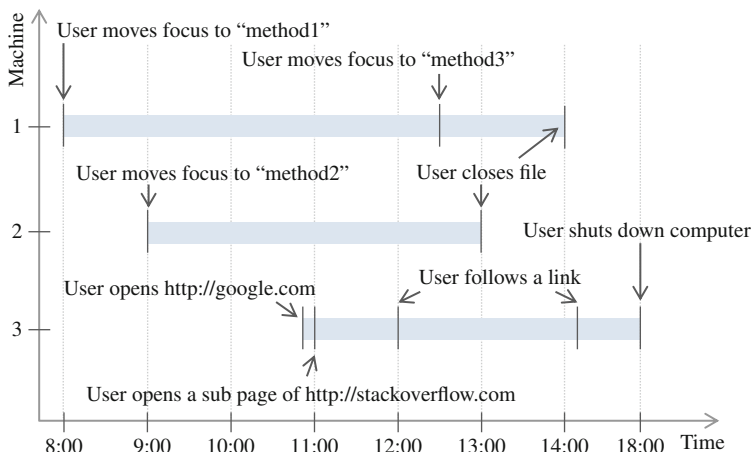 Machine
User moves focus to “method1”
User moves focus to “method3”
1
User moves focus to “method2”
User closes file
2
User shuts down computer
User follows a link
User opens http://google.com
3
User opens a sub page of http://stackoverflow.com
8:00 9:00 10:00 11:00 12:00 13:00 14:00 18:00 Time